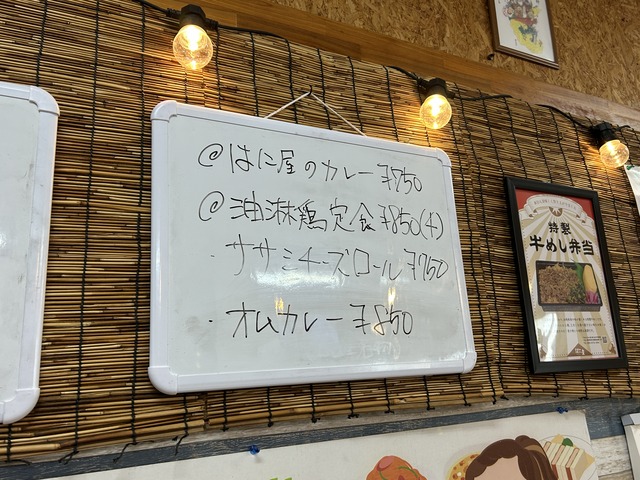 @はに屋のカレー ¥750
@油淋鶏定食 ¥850(4)
・ササミチーズロール ¥750
・オムカレー ¥850
特製
牛めし弁当